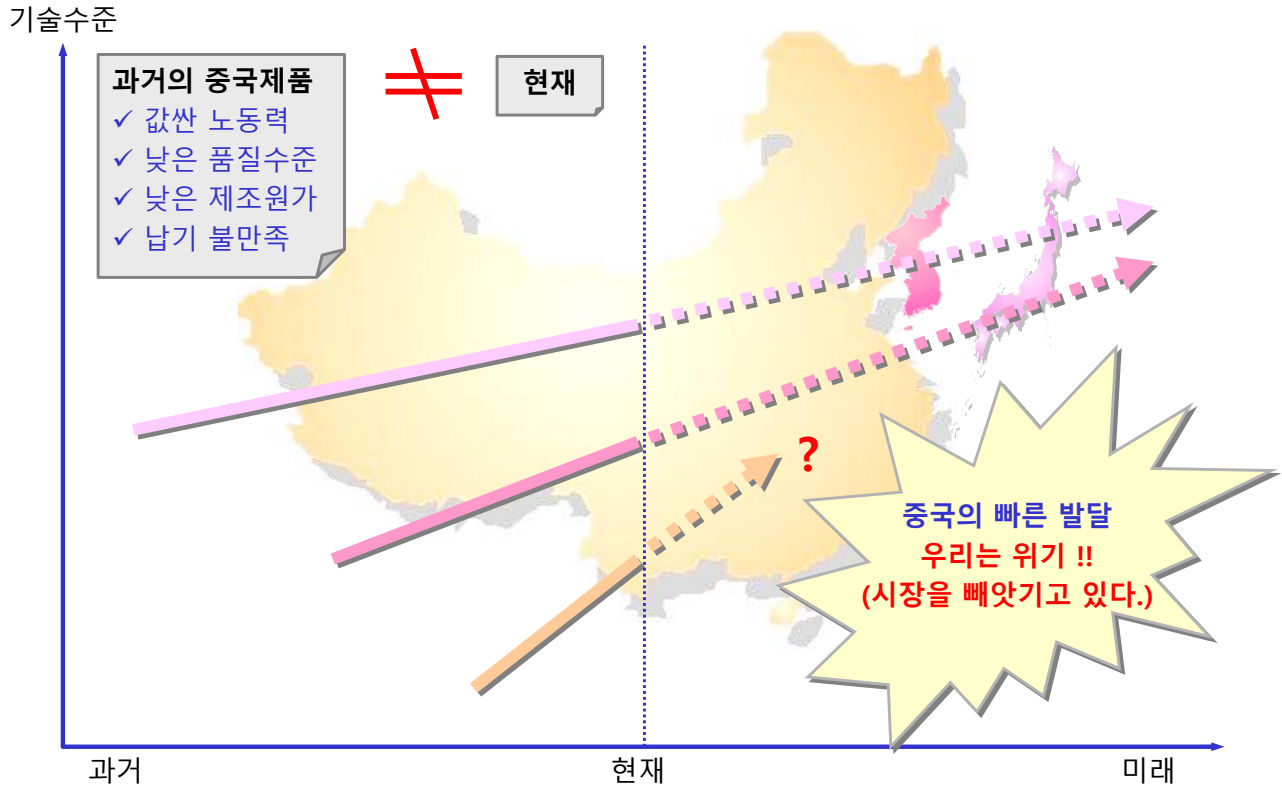 기술수준
과거의 중국제품
✓ 값싼 노동력
✓ 낮은 품질수준
✓ 낮은 제조원가
✓ 납기 불만족
≠
현재
?
중국의 빠른 발달
우리는 위기 !!
(시장을 빼앗기고 있다.)
과거
현재
미래